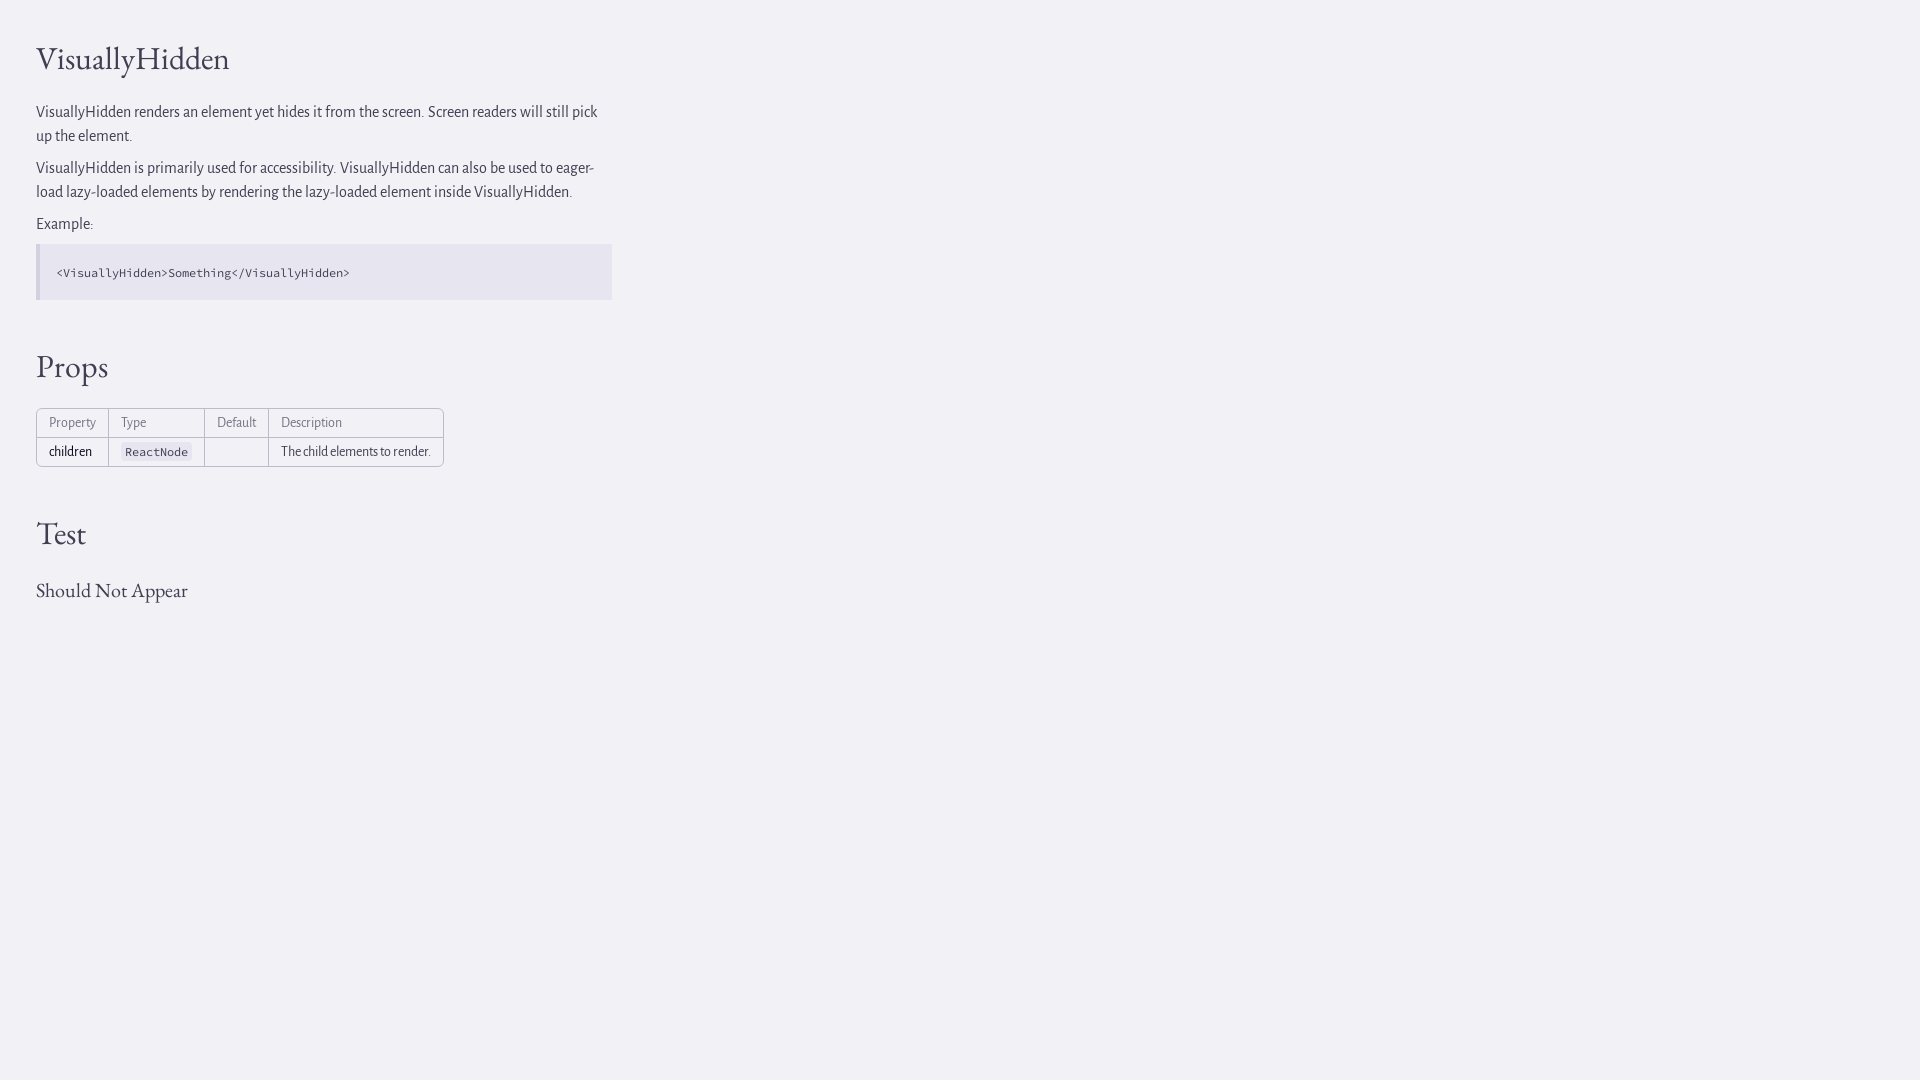 VisuallyHidden
VisuallyHidden renders an element yet hides it from the screen. Screen readers will still pick
up the element.
VisuallyHidden is primarily used for accessibility. VisuallyHidden can also be used to eager-
load lazy-loaded elements by rendering the lazy-loaded element inside VisuallyHidden.
Example:
<VisuallyHidden>Something</VisuallyHidden>
Props
Property Type Default Description
children ReactNode The child elements to render.
Test
Should Not Appear